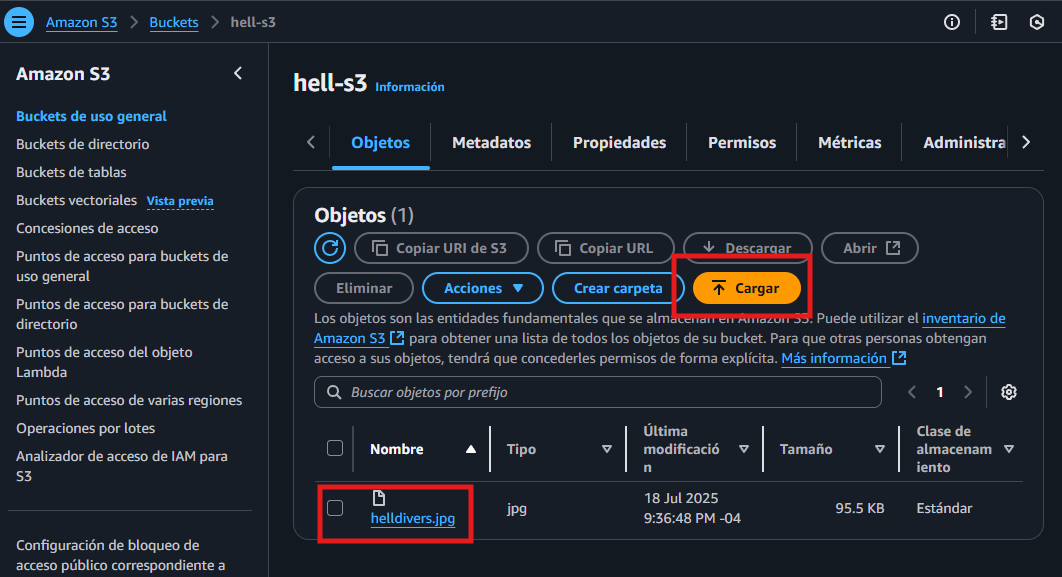 Amazon S3 > Buckets > hell-s3
Amazon S3
Buckets de uso general
Buckets de directorio
Buckets de tablas
Buckets vectoriales Vista previa
Concesiones de acceso
Puntos de acceso para buckets de
uso general
Puntos de acceso para buckets de
directorio
Puntos de acceso del objeto
Lambda
Puntos de acceso de varias regiones
Operaciones por lotes
Analizador de acceso de IAM para
S3
Configuración de bloqueo de
acceso público correspondiente a
hell-s3 Información
Objetos Metadatos Propiedades Permisos Métricas Administra
Objetos (1)
Copiar URI de S3 Copiar URL Descargar Abrir
Eliminar Acciones Crear carpeta Cargar
Los objetos son las entidades fundamentales que se almacenan en Amazon S3. Puede utilizar el inventario de
Amazon S3 para obtener una lista de todos los objetos de su bucket. Para que otras personas obtengan
acceso a sus objetos, tendrá que concederles permisos de forma explícita. Más información
Buscar objetos por prefijo
1
Nombre
Tipo
Última
modificació
n
Tamaño
Clase de
almacenam
iento
helldivers.jpg
jpg
18 Jul 2025
9:36:48 PM -04
95.5 KB
Estándar